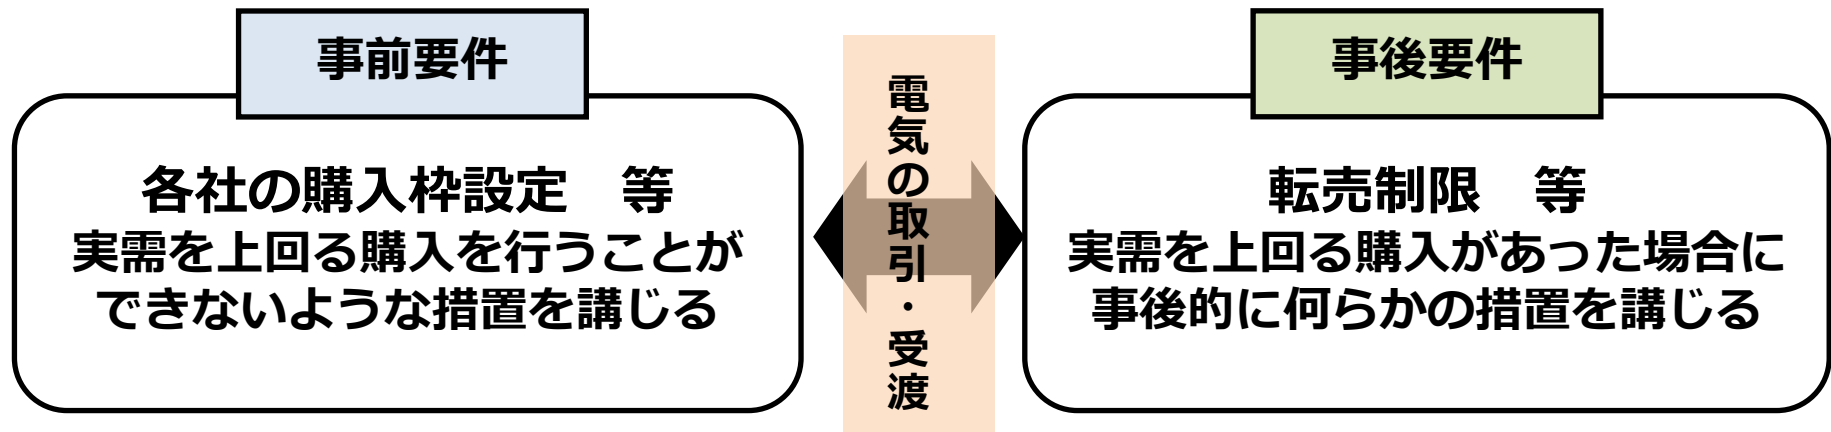 事前要件
各社の購入枠設定　等
実需を上回る購入を行うことが
できないような措置を講じる
電気の取引・受渡
事後要件
転売制限　等
実需を上回る購入があった場合に
事後的に何らかの措置を講じる